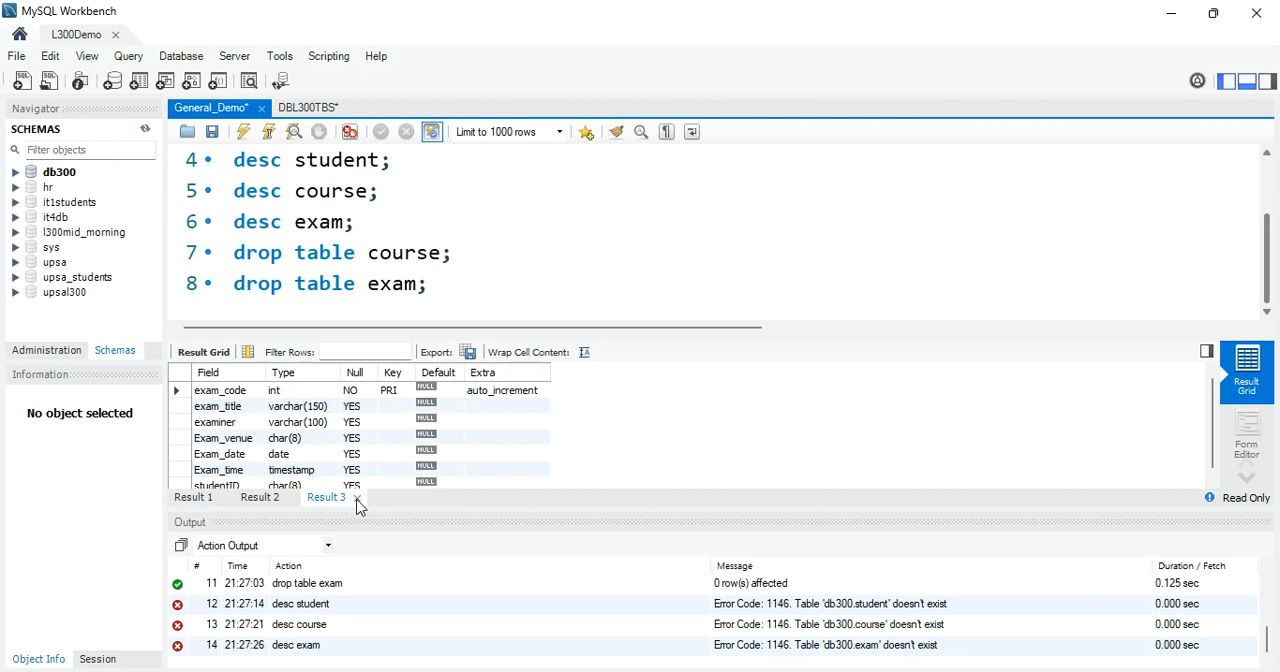 MySQL Workbench
L300Demo
File Edit View Query Database Server Tools Scripting Help
Navigator
SCHEMAS
Filter objects
db300
hr
it1students
it4db
l300mid_morning
sys
upsa
upsa_students
upsal300
Administration Schemas
Information
No object selected
Object Info Session
General_Demo* DBL300TBS*
Limit to 1000 rows
4 desc student;
5 desc course;
6 desc exam;
7 drop table course;
8 drop table exam;
Result Grid Filter Rows: Export: Wrap Cell Content:
Field Type Null Key Default Extra
exam_code int NO PRI NULL auto_increment
exam_title varchar(150) YES NULL
examiner varchar(100) YES NULL
Exam_venue char(8) YES NULL
Exam_date date YES NULL
Exam_time timestamp YES NULL
studentID char(8) YES NULL
Result Grid
Form Editor
Result 1 Result 2 Result 3
Read Only
Output
Action Output
# Time Action Message Duration / Fetch
11 21:27:03 drop table exam 0 row(s) affected 0.125 sec
12 21:27:14 desc student Error Code: 1146. Table 'db300.student' doesn't exist 0.000 sec
13 21:27:21 desc course Error Code: 1146. Table 'db300.course' doesn't exist 0.000 sec
14 21:27:26 desc exam Error Code: 1146. Table 'db300.exam' doesn't exist 0.000 sec